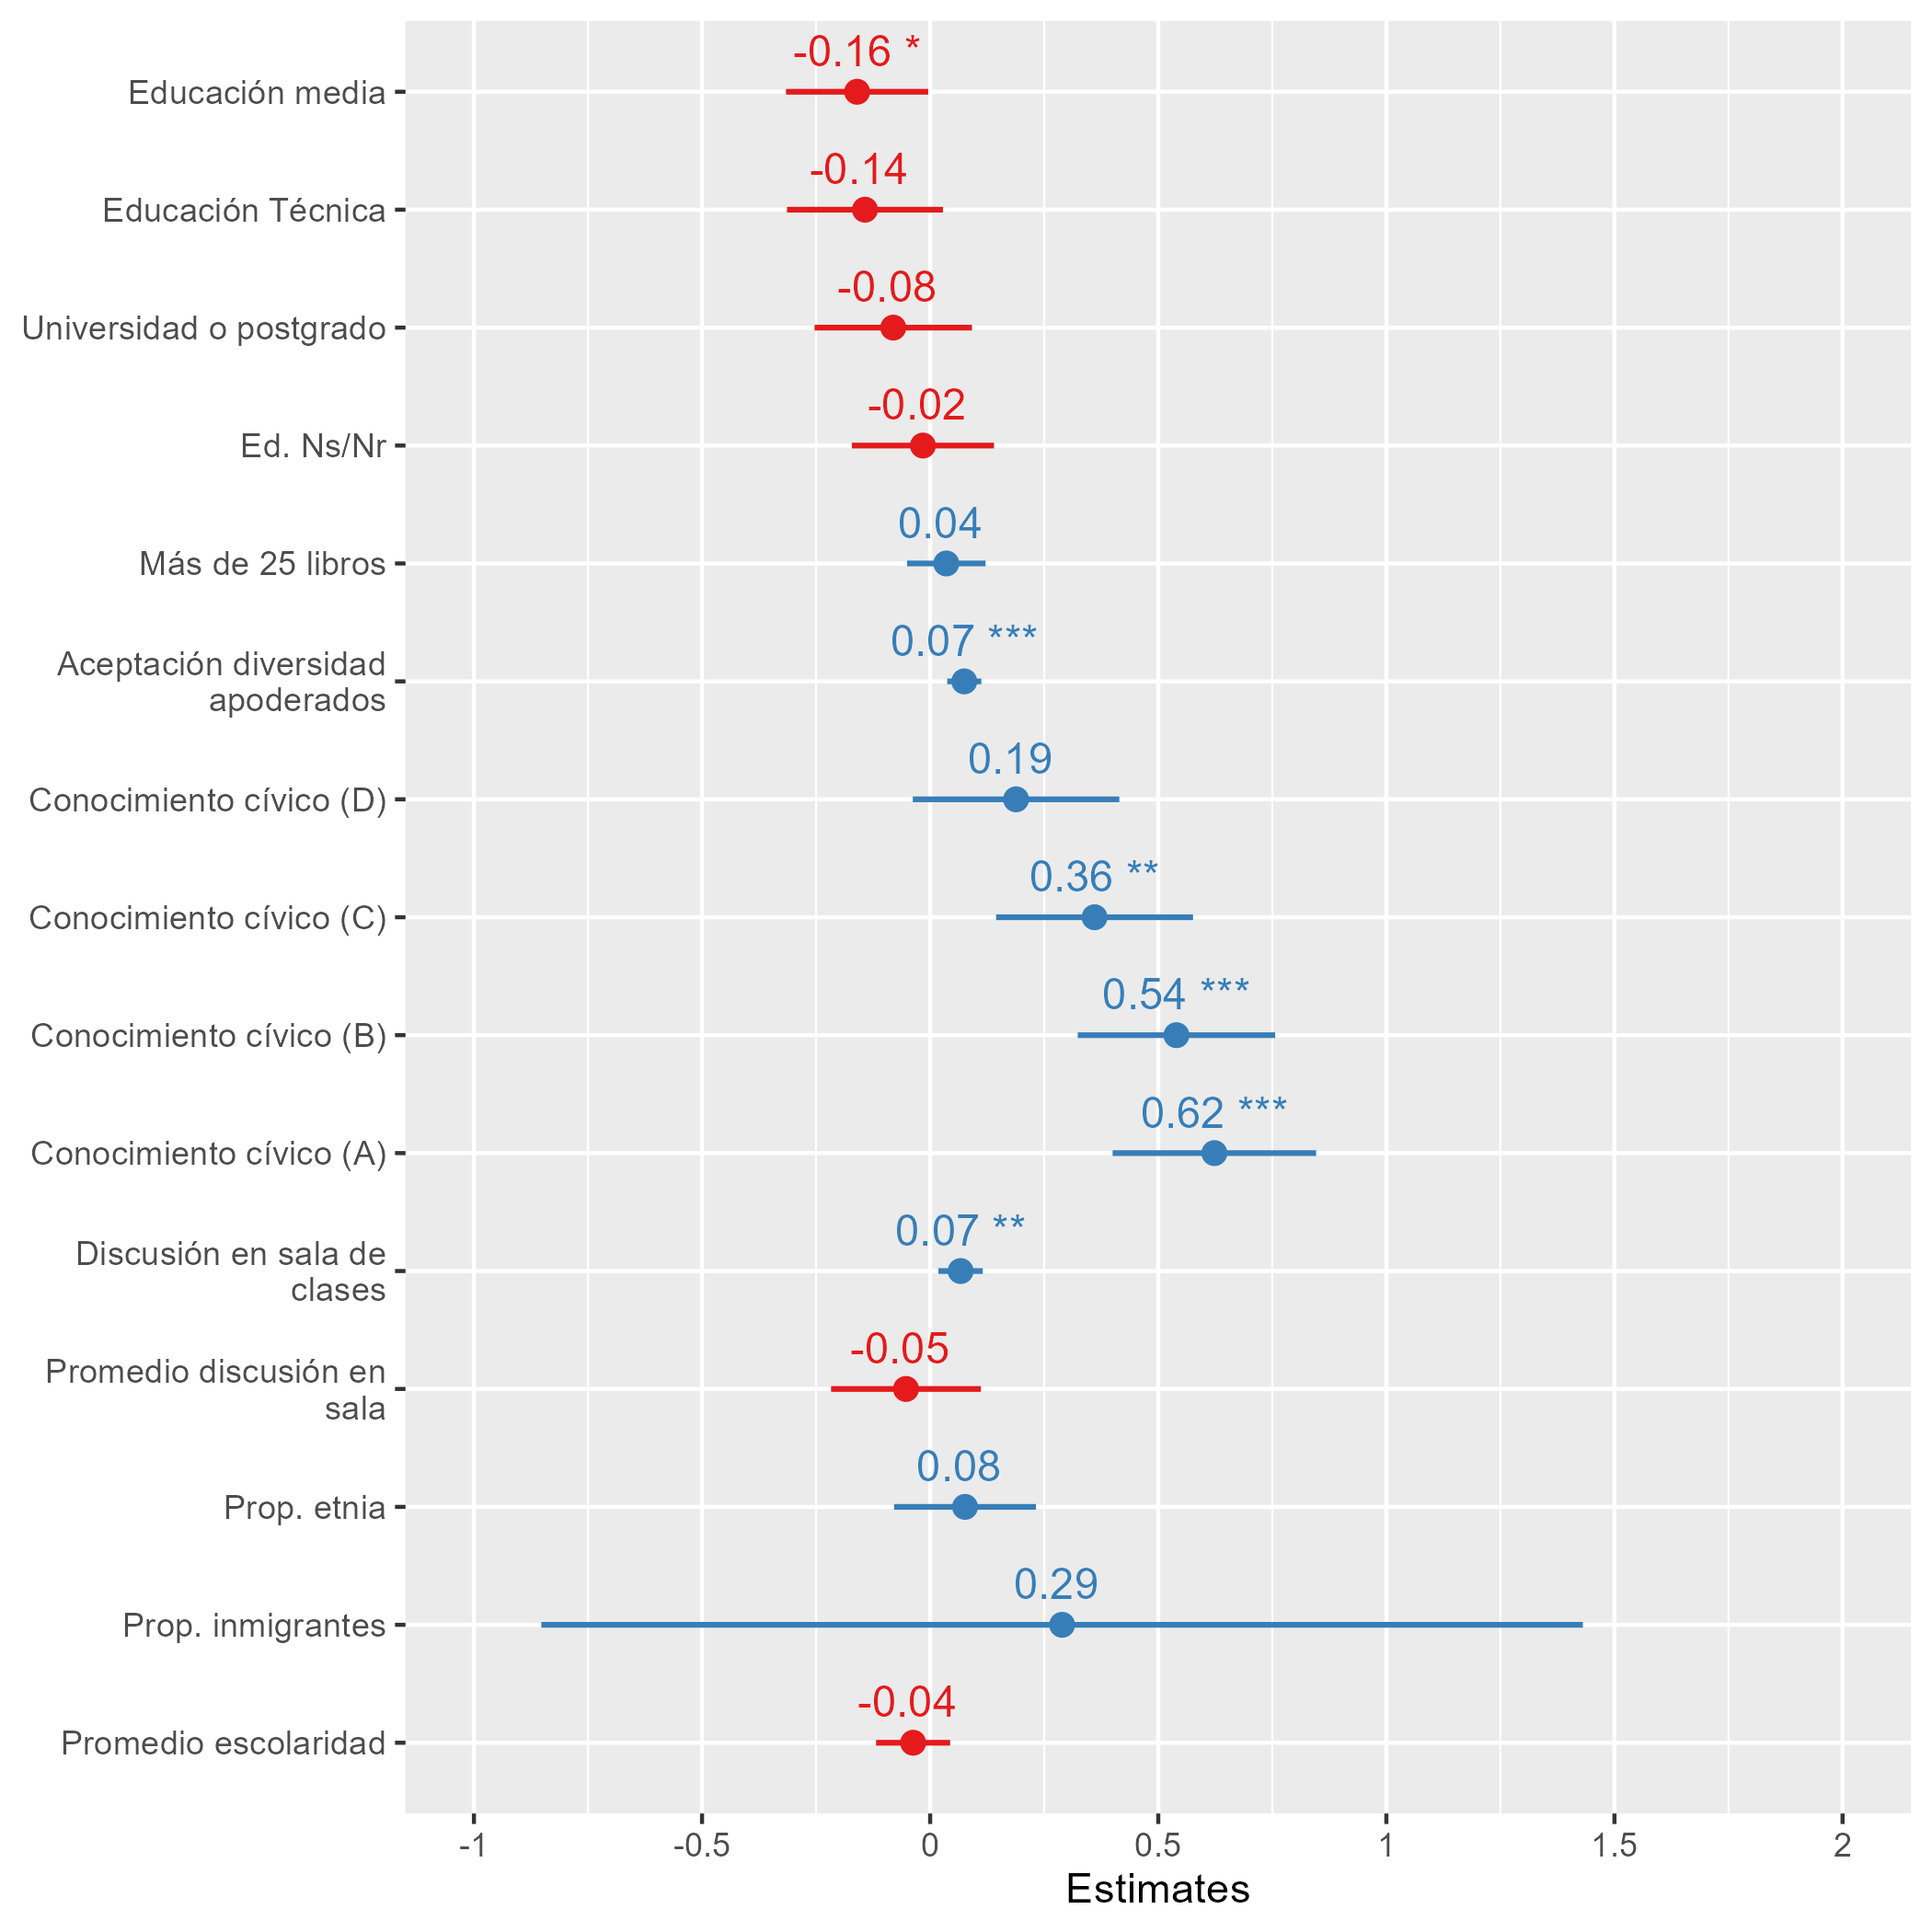 -0.16 *
Educación media
-0.14
Educación Técnica
-0.08
Universidad o postgrado
-0.02
Ed. Ns/Nr
0.04
Más de 25 libros
0.07 ***
Aceptación diversidad
apoderados
0.19
Conocimiento cívico (D)
0.36 **
Conocimiento cívico (C)
0.54 ***
Conocimiento cívico (B)
0.62 ***
Conocimiento cívico (A)
0.07 **
Discusión en sala de
clases
-0.05
Promedio discusión en
sala
0.08
Prop. etnia
0.29
Prop. inmigrantes
-0.04
Promedio escolaridad
-1 -0.5 0 0.5 1 1.5 2
Estimates